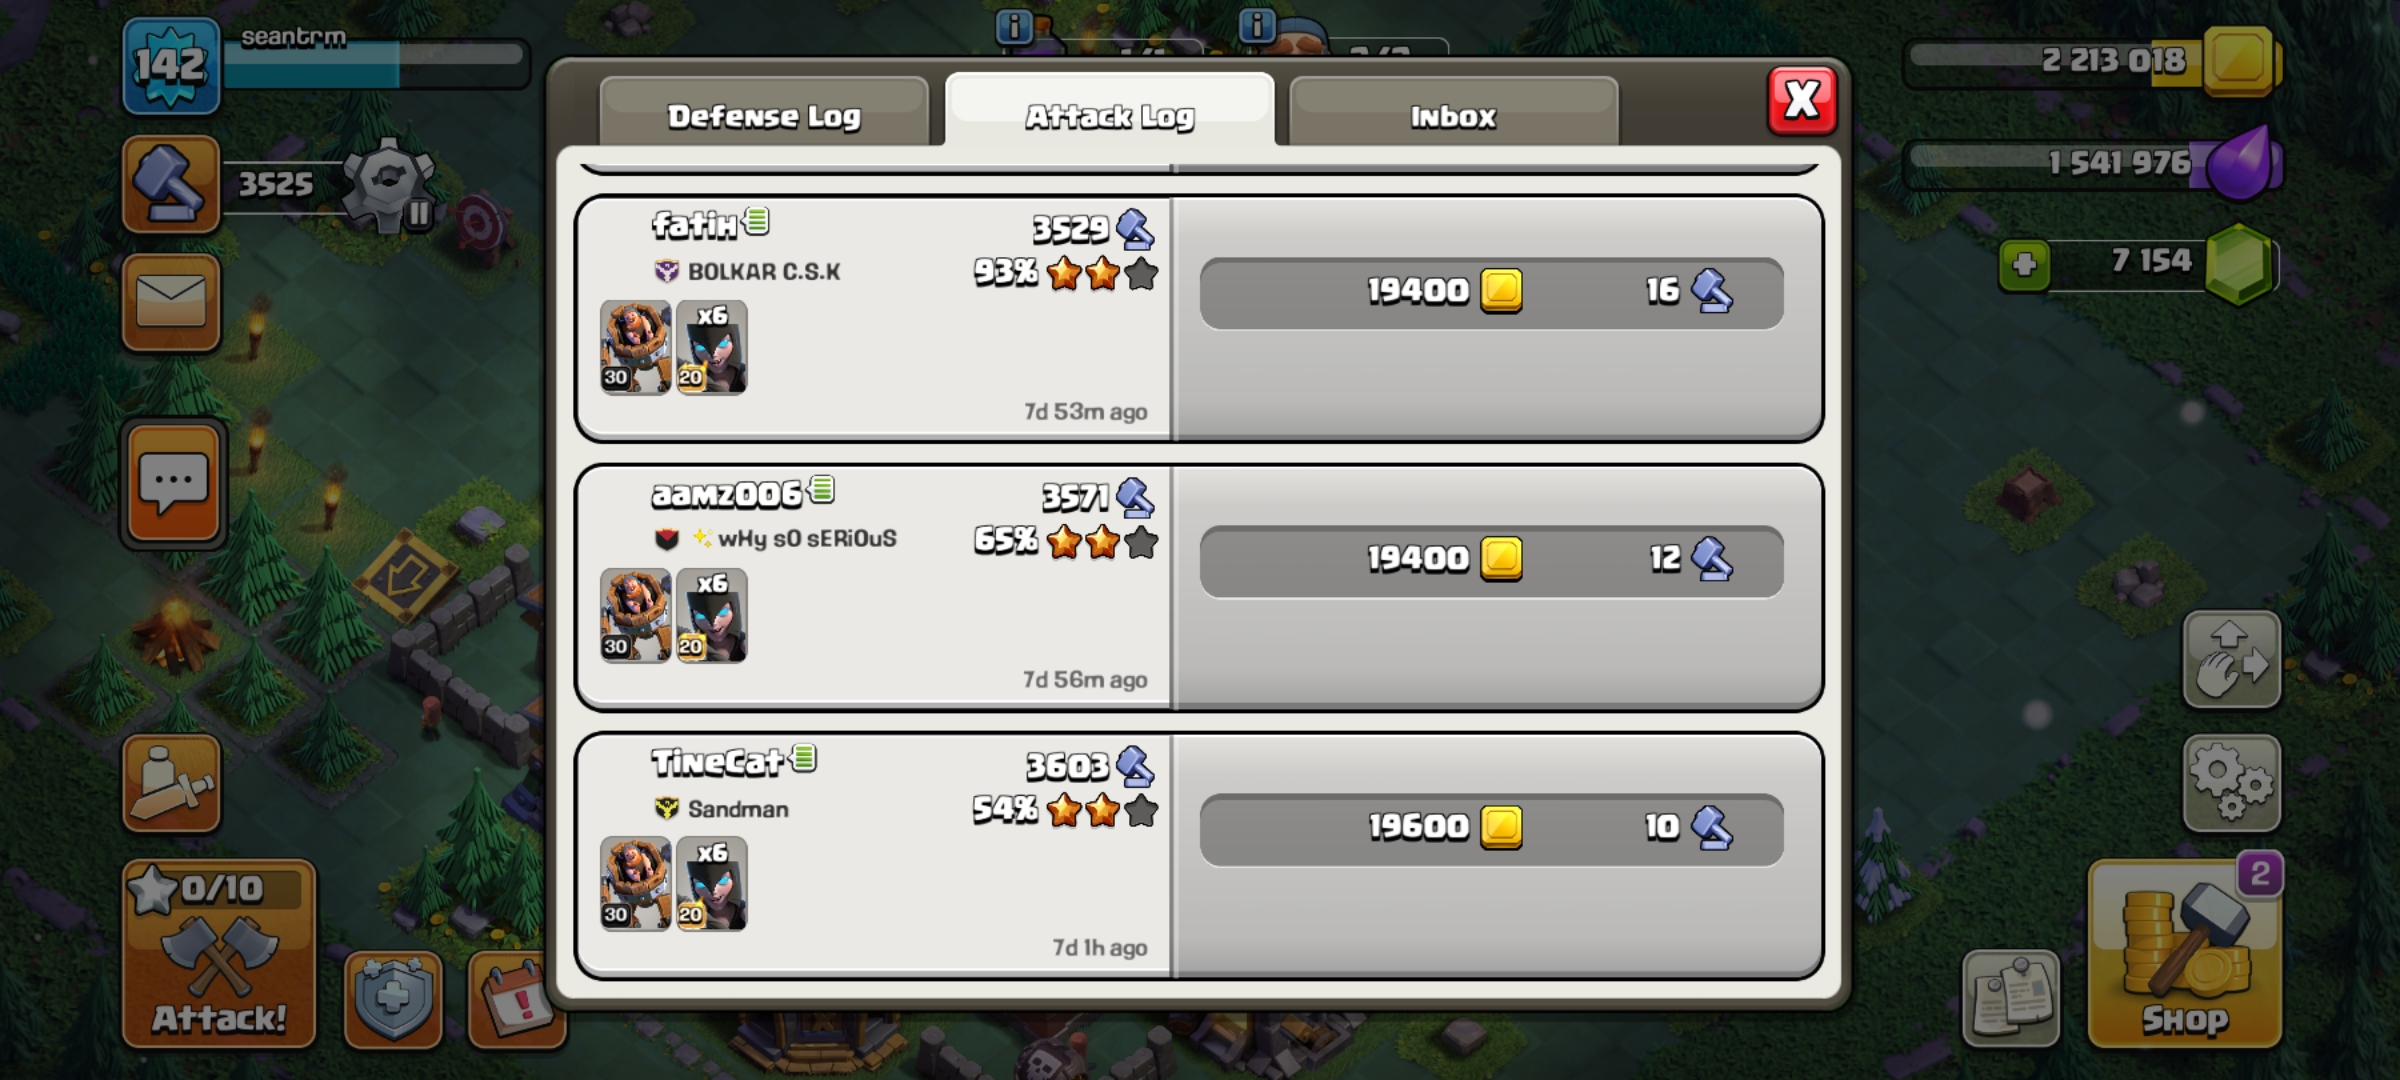 142
seantrm
3525
2 213 018
1 541 976
7 154
Defense Log
Attack Log
Inbox
X
fatiH
3529
BOLKAR C.S.K
93%
19400
16
x6
30
20
7d 53m ago
aamz006
3571
wHy sO sERiOuS
65%
19400
12
x6
30
20
7d 56m ago
TineCat
3603
Sandman
54%
19600
10
x6
30
20
7d 1h ago
0/10
Attack!
2
Shop